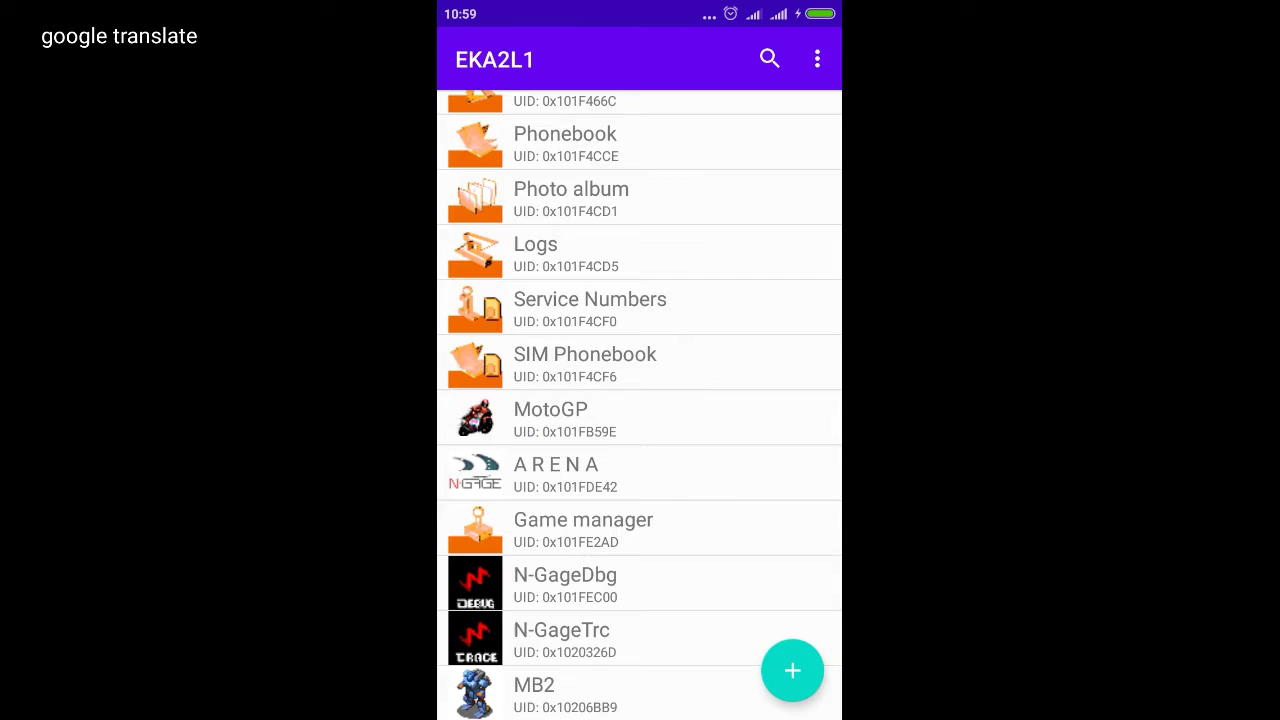 google translate
10:59
EKA2L1
UID: 0x101F466C
Phonebook
UID: 0x101F4CCE
Photo album
UID: 0x101F4CD1
Logs
UID: 0x101F4CD5
Service Numbers
UID: 0x101F4CF0
SIM Phonebook
UID: 0x101F4CF6
MotoGP
UID: 0x101FB59E
N-GAGE
A R E N A
UID: 0x101FDE42
Game manager
UID: 0x101FE2AD
DEBUG
N-GageDbg
UID: 0x101FEC00
TRACE
N-GageTrc
UID: 0x1020326D
MB2
UID: 0x10206BB9